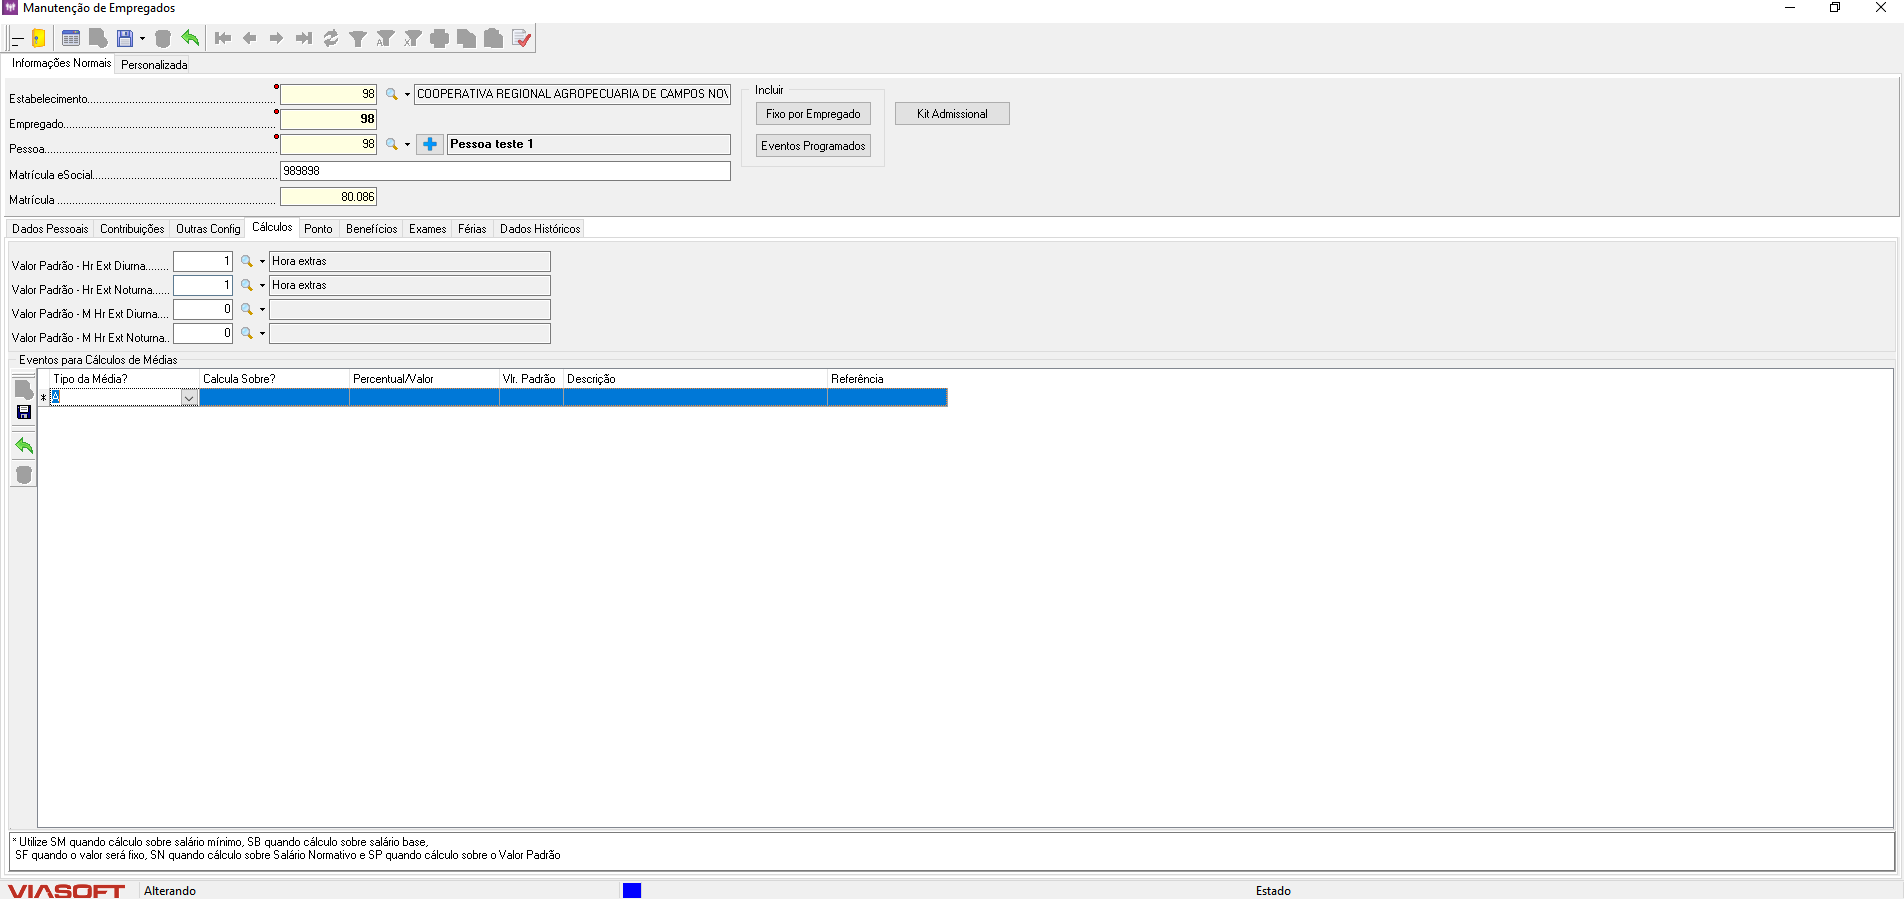 Manutenção de Empregados
Informações Normais Personalizada
Estabelecimento 98 COOPERATIVA REGIONAL AGROPECUARIA DE CAMPOS NOV
Incluir
Empregado 98 Fixo por Empregado Kit Admissional
Pessoa 98 Pessoa teste 1 Eventos Programados
Matrícula eSocial 989898
Matrícula 80.086
Dados Pessoais Contribuições Outras Config Cálculos Ponto Benefícios Exames Férias Dados Históricos
Valor Padrão - Hr Ext Diurna 1 Hora extras
Valor Padrão - Hr Ext Noturna 1 Hora extras
Valor Padrão - M Hr Ext Diurna 0
Valor Padrão - M Hr Ext Noturna 0
Eventos para Cálculos de Médias
Tipo da Média? Calcula Sobre? Percentual/Valor Vlr. Padrão Descrição Referência
* A
* Utilize SM quando cálculo sobre salário mínimo, SB quando cálculo sobre salário base,
SF quando o valor será fixo, SN quando cálculo sobre Salário Normativo e SP quando cálculo sobre o Valor Padrão
VIASOFT Alterando Estado